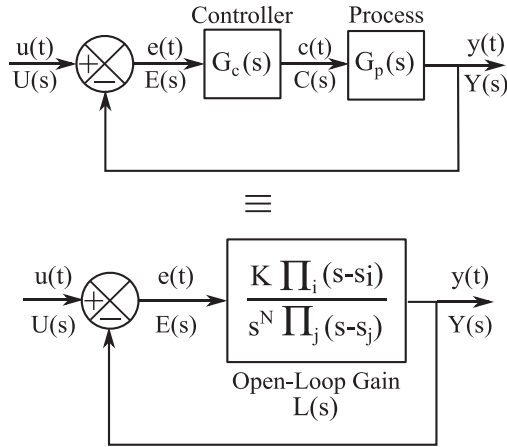 Controller Process
u(t) e(t) c(t) y(t)
+ G_c(s) G_p(s)
U(s) − E(s) C(s) Y(s)
≡
u(t) e(t) K ∏_i (s-s_i) y(t)
+
U(s) − E(s) s^N ∏_j (s-s_j) Y(s)
Open-Loop Gain
L(s)